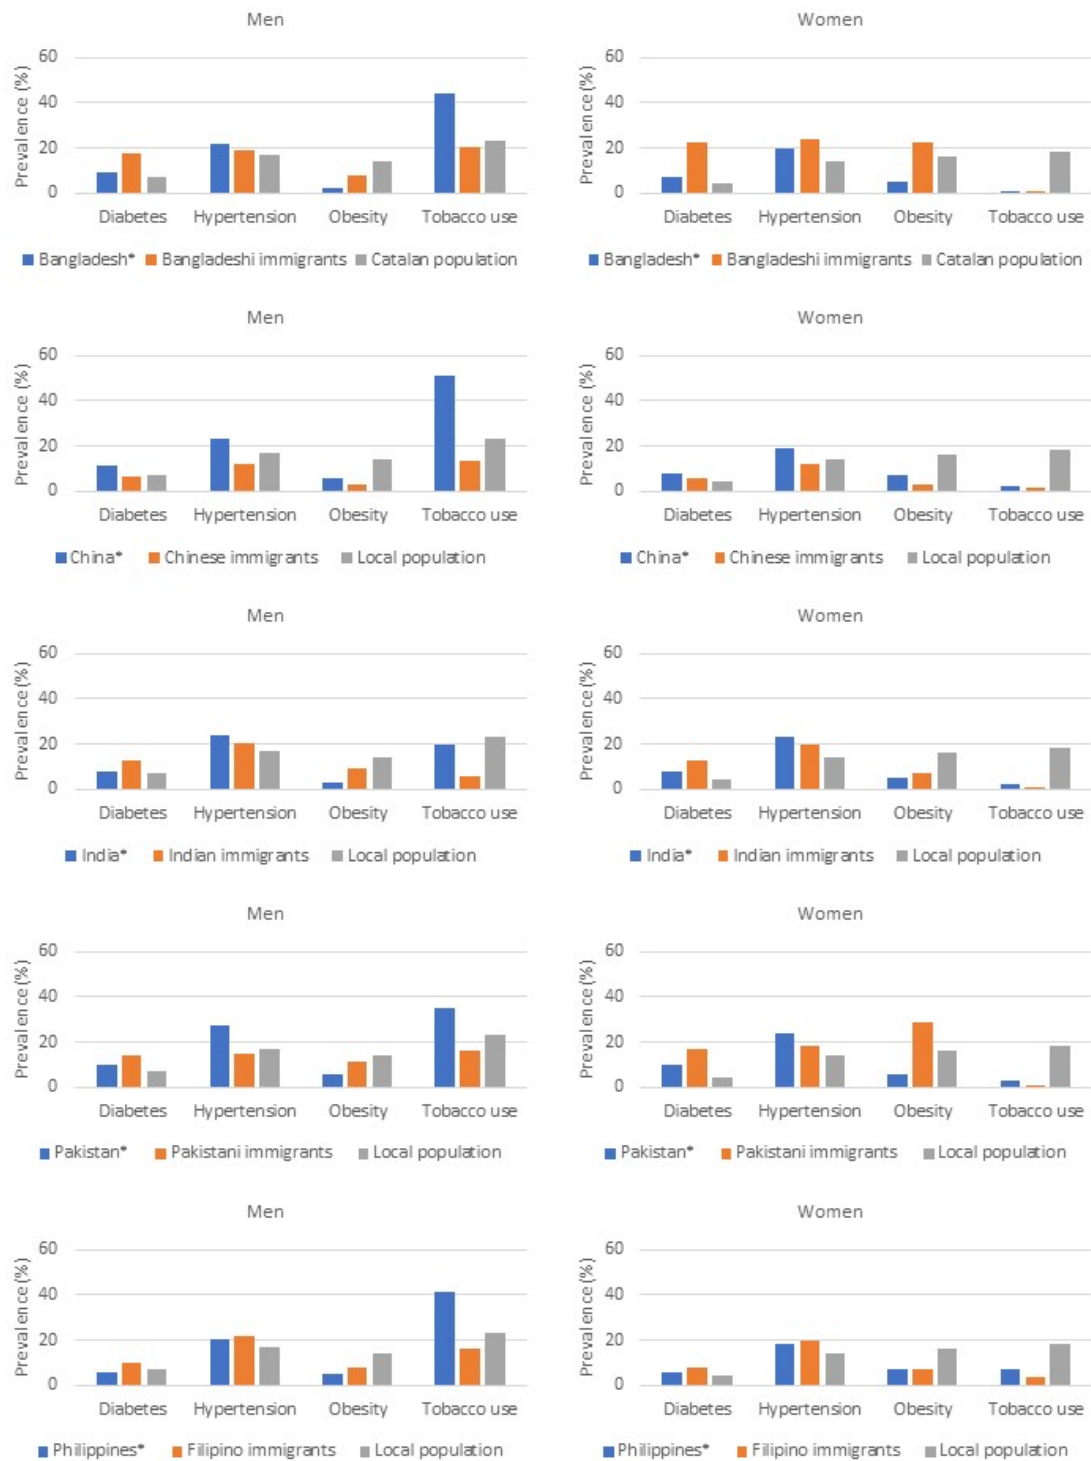 Men
Prevalence (%)
60
40
20
0
Diabetes Hypertension Obesity Tobacco use
Bangladesh* Bangladeshi immigrants Catalan population
Women
Prevalence (%)
60
40
20
0
Diabetes Hypertension Obesity Tobacco use
Bangladesh* Bangladeshi immigrants Catalan population
Men
Prevalence (%)
60
40
20
0
Diabetes Hypertension Obesity Tobacco use
China* Chinese immigrants Local population
Women
Prevalence (%)
60
40
20
0
Diabetes Hypertension Obesity Tobacco use
China* Chinese immigrants Local population
Men
Prevalence (%)
60
40
20
0
Diabetes Hypertension Obesity Tobacco use
India* Indian immigrants Local population
Women
Prevalence (%)
60
40
20
0
Diabetes Hypertension Obesity Tobacco use
India* Indian immigrants Local population
Men
Prevalence (%)
60
40
20
0
Diabetes Hypertension Obesity Tobacco use
Pakistan* Pakistani immigrants Local population
Women
Prevalence (%)
60
40
20
0
Diabetes Hypertension Obesity Tobacco use
Pakistan* Pakistani immigrants Local population
Men
Prevalence (%)
60
40
20
0
Diabetes Hypertension Obesity Tobacco use
Philippines* Filipino immigrants Local population
Women
Prevalence (%)
60
40
20
0
Diabetes Hypertension Obesity Tobacco use
Philippines* Filipino immigrants Local population